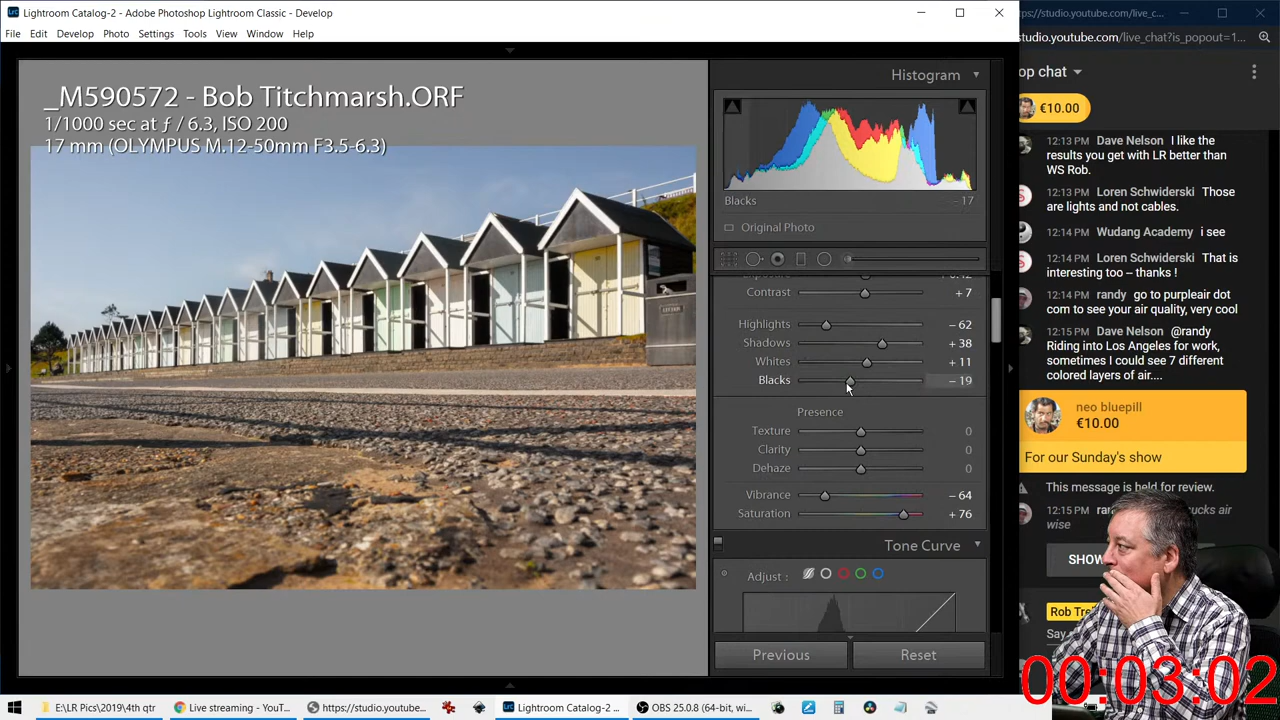 Lightroom Catalog-2 - Adobe Photoshop Lightroom Classic - Develop
File Edit Develop Photo Settings Tools View Window Help
_M590572 - Bob Titchmarsh.ORF
1/1000 sec at ƒ / 6.3, ISO 200
17 mm (OLYMPUS M.12-50mm F3.5-6.3)
Histogram
Blacks - 17
Original Photo
Contrast + 7
Highlights - 62
Shadows + 38
Whites + 11
Blacks - 19
Presence
Texture 0
Clarity 0
Dehaze 0
Vibrance - 64
Saturation + 76
Tone Curve
Adjust :
Previous Reset
studio.youtube.com/live_c...
studio.youtube.com/live_chat?is_popout=1...
op chat
€10.00
12:13 PM Dave Nelson I like the
results you get with LR better than
WS Rob.
12:13 PM Loren Schwiderski Those
are lights and not cables.
12:14 PM Wudang Academy i see
12:14 PM Loren Schwiderski That is
interesting too – thanks !
12:14 PM randy go to purpleair dot
com to see your air quality, very cool
12:15 PM Dave Nelson @randy
Riding into Los Angeles for work,
sometimes I could see 7 different
colored layers of air....
neo bluepill
€10.00
For our Sunday's show
This message is held for review.
12:15 PM
wise
Say
00:03:02
E:\LR Pics\2019\4th qtr
Live streaming - YouT...
https://studio.youtube...
Lightroom Catalog-2 ...
OBS 25.0.8 (64-bit, wi...